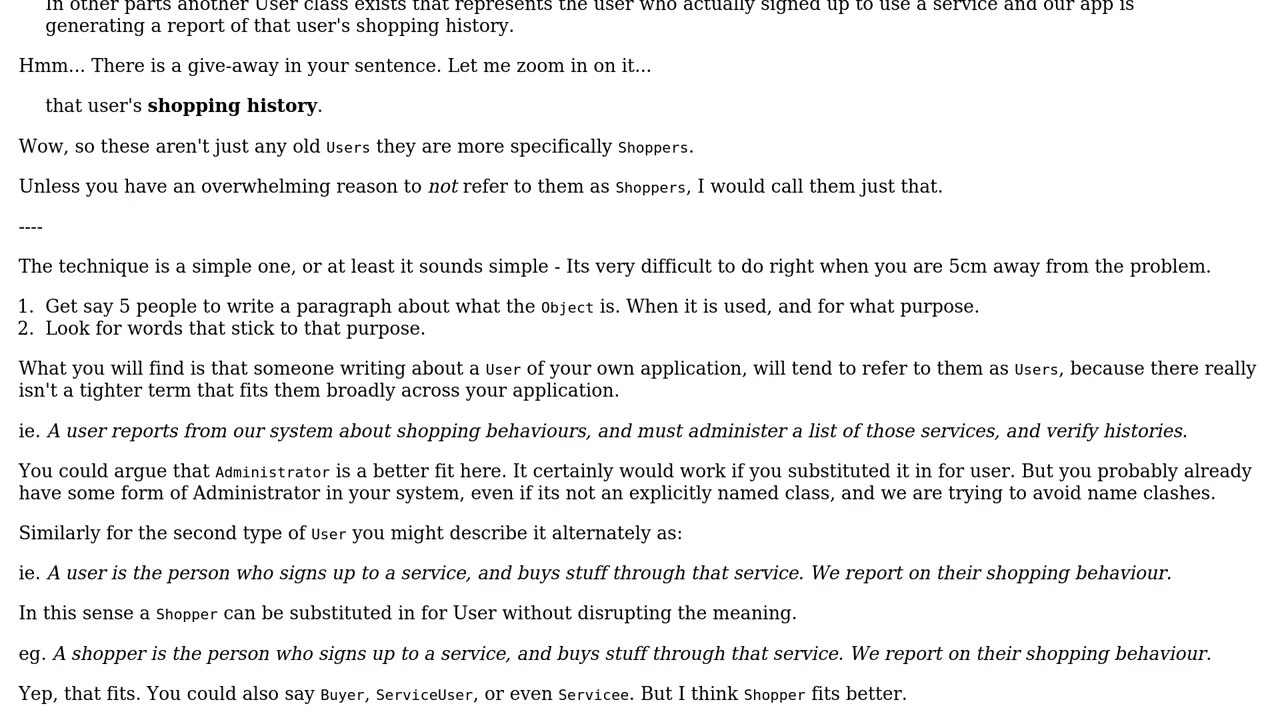 In other parts another User class exists that represents the user who actually signed up to use a service and our app is
generating a report of that user's shopping history.
Hmm... There is a give-away in your sentence. Let me zoom in on it...
that user's shopping history.
Wow, so these aren't just any old Users they are more specifically Shoppers.
Unless you have an overwhelming reason to not refer to them as Shoppers, I would call them just that.
----
The technique is a simple one, or at least it sounds simple - Its very difficult to do right when you are 5cm away from the problem.
1. Get say 5 people to write a paragraph about what the Object is. When it is used, and for what purpose.
2. Look for words that stick to that purpose.
What you will find is that someone writing about a User of your own application, will tend to refer to them as Users, because there really
isn't a tighter term that fits them broadly across your application.
ie. A user reports from our system about shopping behaviours, and must administer a list of those services, and verify histories.
You could argue that Administrator is a better fit here. It certainly would work if you substituted it in for user. But you probably already
have some form of Administrator in your system, even if its not an explicitly named class, and we are trying to avoid name clashes.
Similarly for the second type of User you might describe it alternately as:
ie. A user is the person who signs up to a service, and buys stuff through that service. We report on their shopping behaviour.
In this sense a Shopper can be substituted in for User without disrupting the meaning.
eg. A shopper is the person who signs up to a service, and buys stuff through that service. We report on their shopping behaviour.
Yep, that fits. You could also say Buyer, ServiceUser, or even Servicee. But I think Shopper fits better.